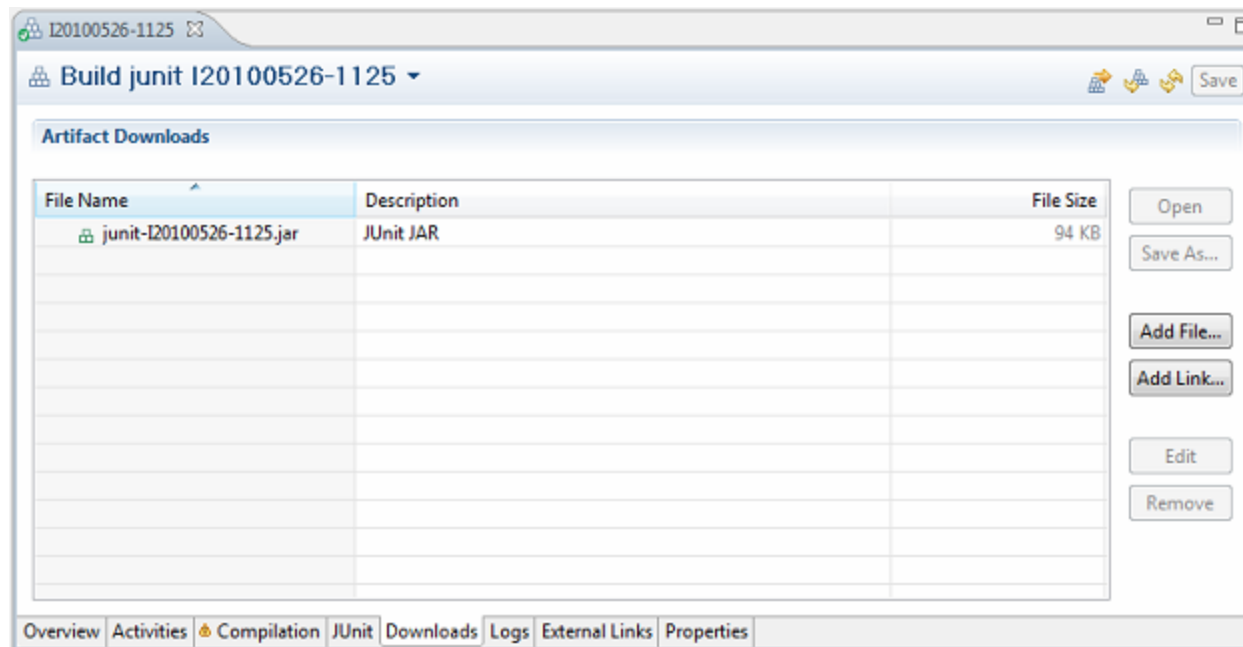 I20100526-1125
Build junit I20100526-1125
Save
Artifact Downloads
File Name Description File Size
junit-I20100526-1125.jar JUnit JAR 94 KB
Open
Save As...
Add File...
Add Link...
Edit
Remove
Overview Activities Compilation JUnit Downloads Logs External Links Properties